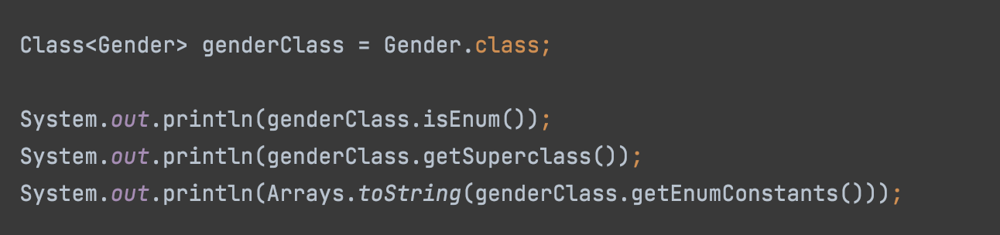 Class<Gender> genderClass = Gender.class;
System.out.println(genderClass.isEnum());
System.out.println(genderClass.getSuperclass());
System.out.println(Arrays.toString(genderClass.getEnumConstants()));